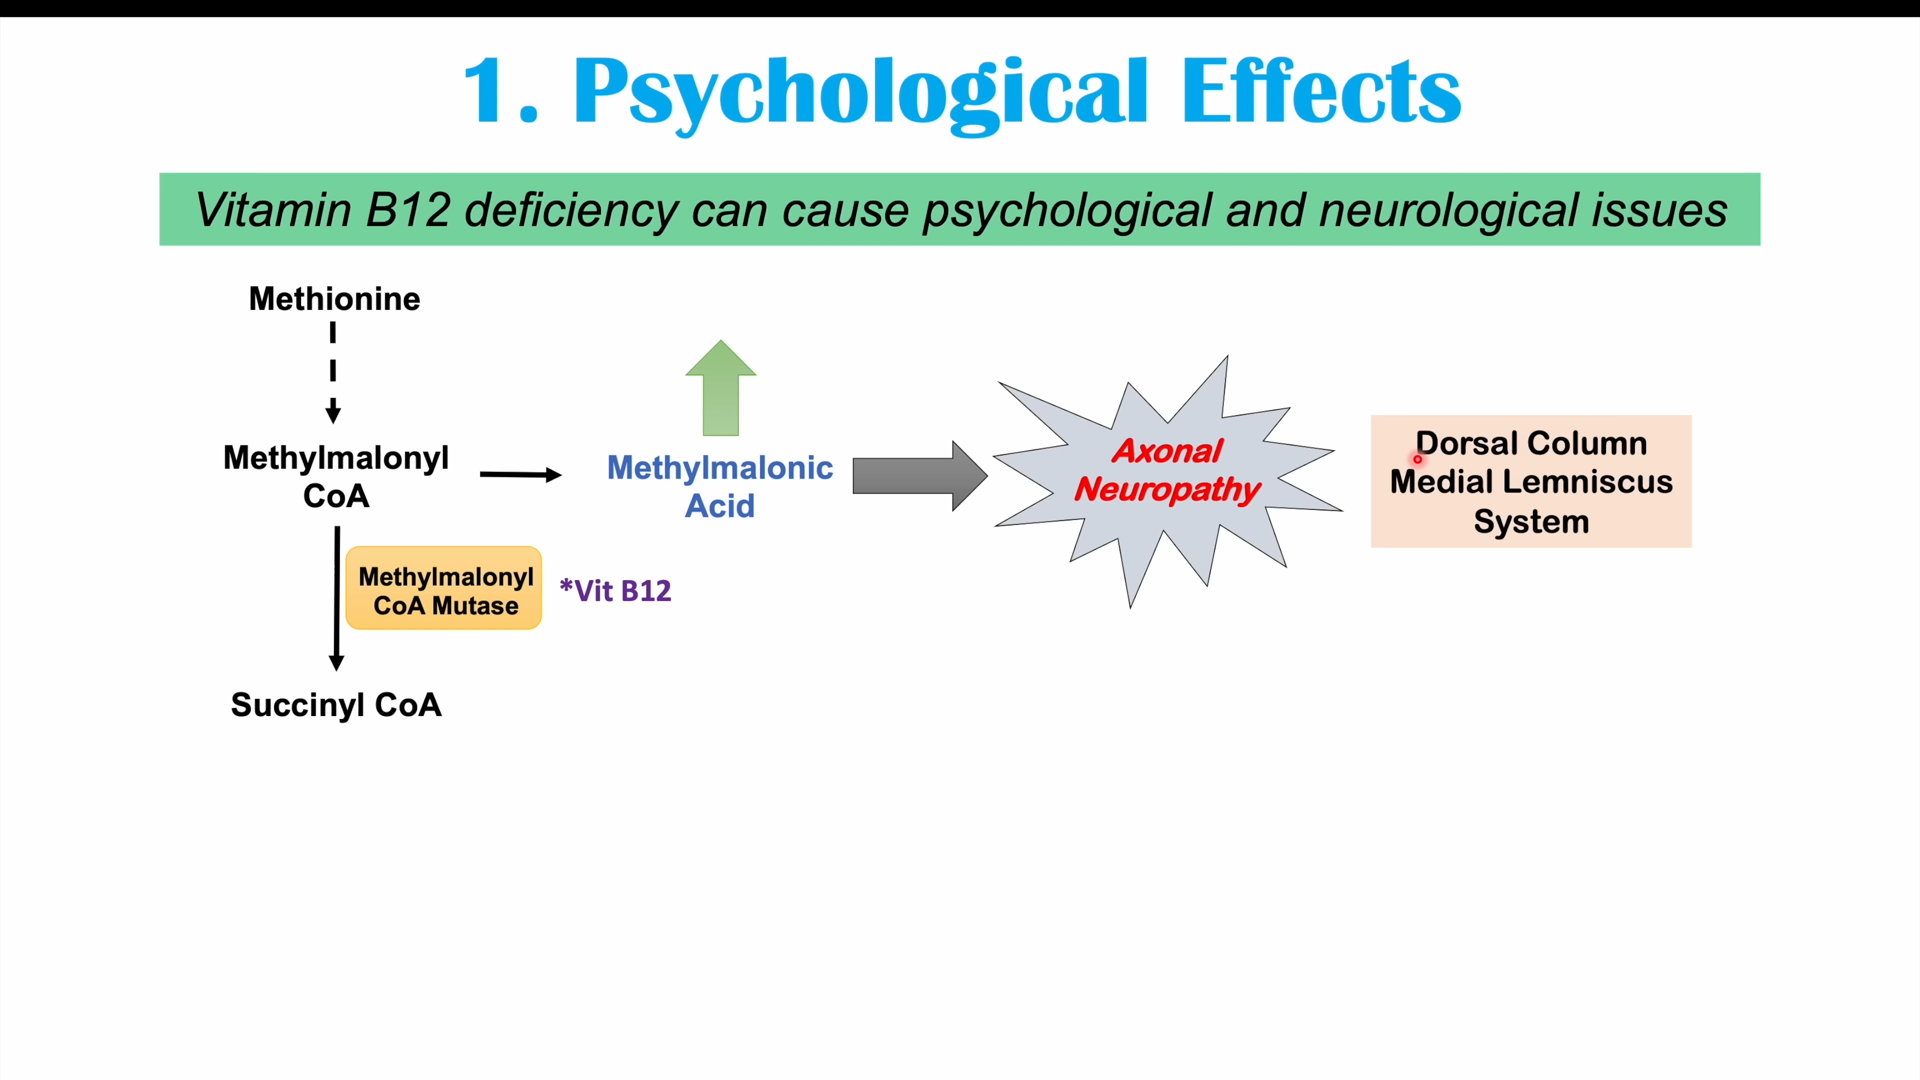 1. Psychological Effects
Vitamin B12 deficiency can cause psychological and neurological issues
Methionine
Methylmalonyl
CoA
Methylmalonic
Acid
Axonal
Neuropathy
Dorsal Column
Medial Lemniscus
System
Methylmalonyl
CoA Mutase
*Vit B12
Succinyl CoA